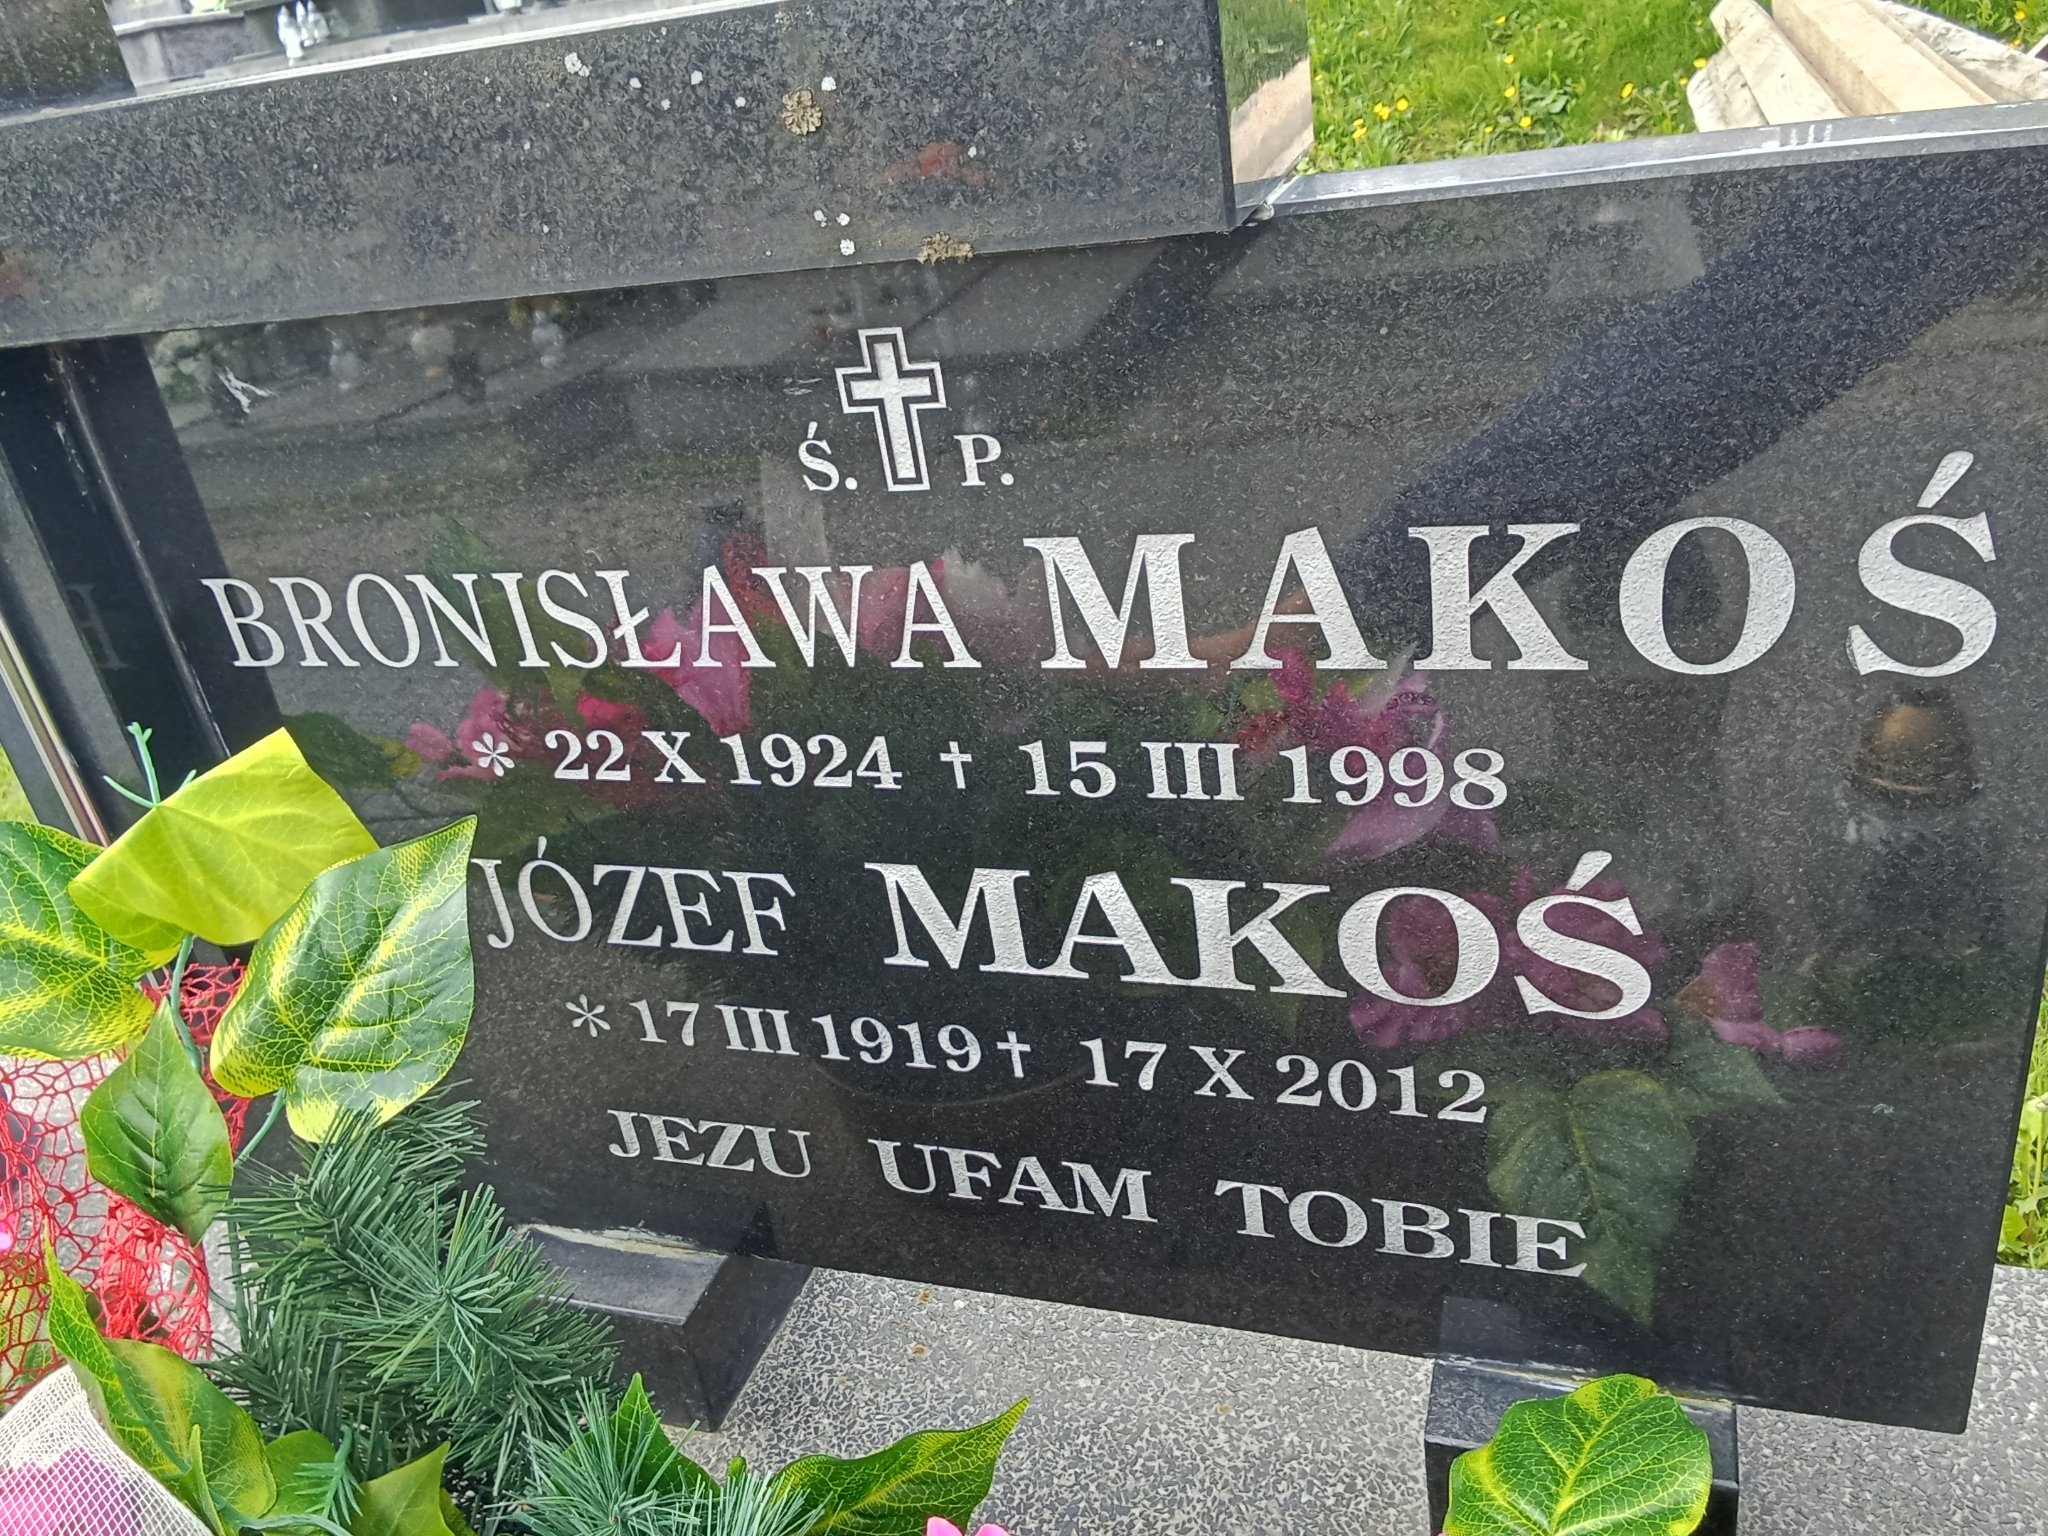 Ś. P.
BRONISŁAWA MAKOŚ
* 22 X 1924 † 15 III 1998
JÓZEF MAKOŚ
* 17 III 1919 † 17 X 2012
JEZU UFAM TOBIE